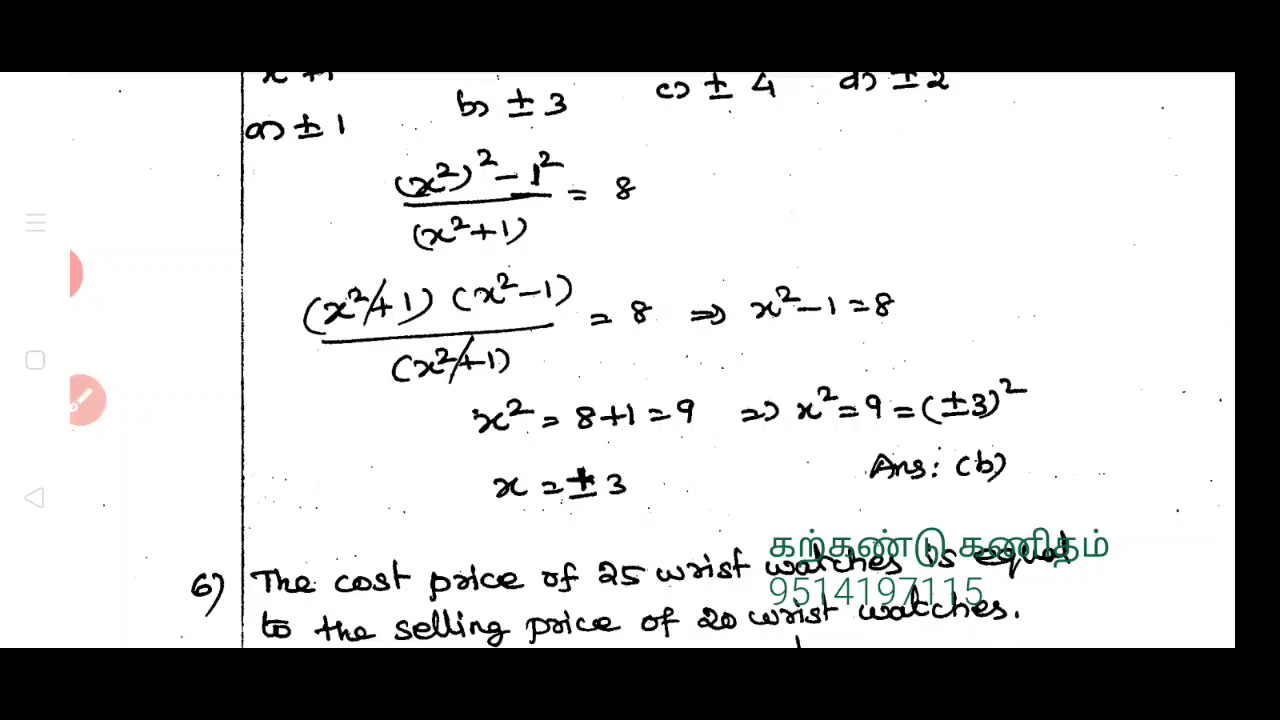 c) ± 4 d) ± 2
a) ± 1 b) ± 3
(x²)² – 1² / (x²+1) = 8
(x²+1) (x²–1) / (x²+1) = 8 ⇒ x²–1 = 8
x² = 8+1 = 9 ⇒ x² = 9 = (±3)²
x = ± 3 Ans: (b)
கற்கண்டு கணிதம்
6) The cost price of 25 wrist watches is equal
9514197115
to the selling price of 20 wrist watches.